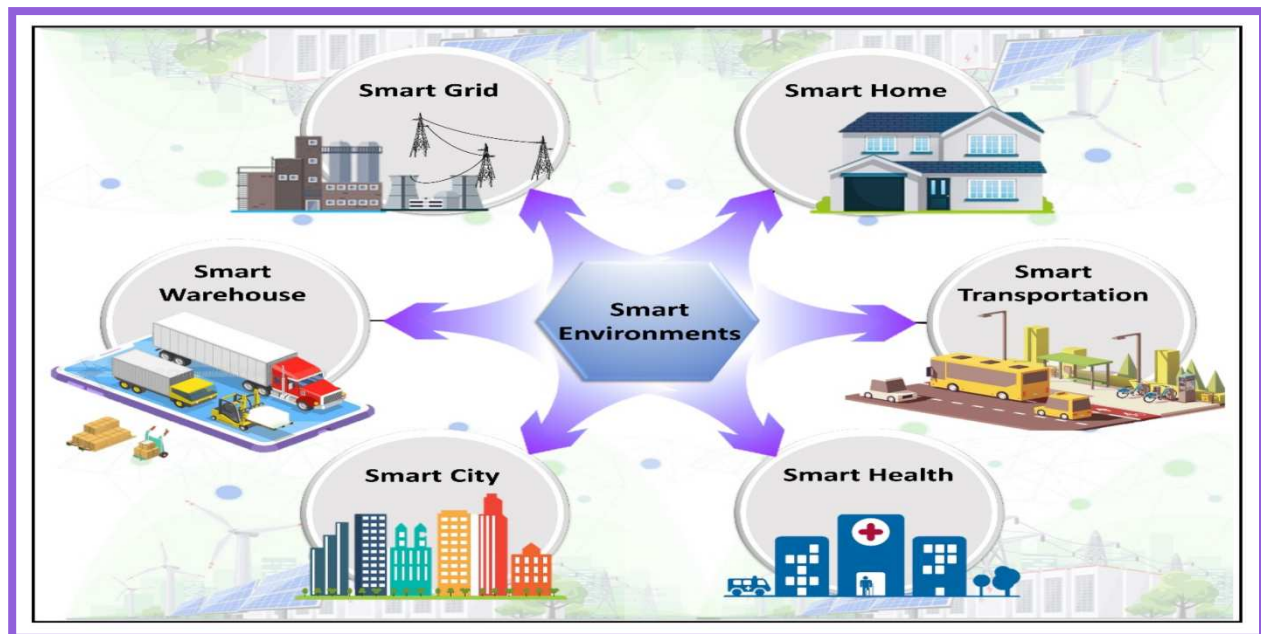 Smart Grid
Smart Home
Smart
Warehouse
Smart
Environments
Smart
Transportation
Smart City
Smart Health